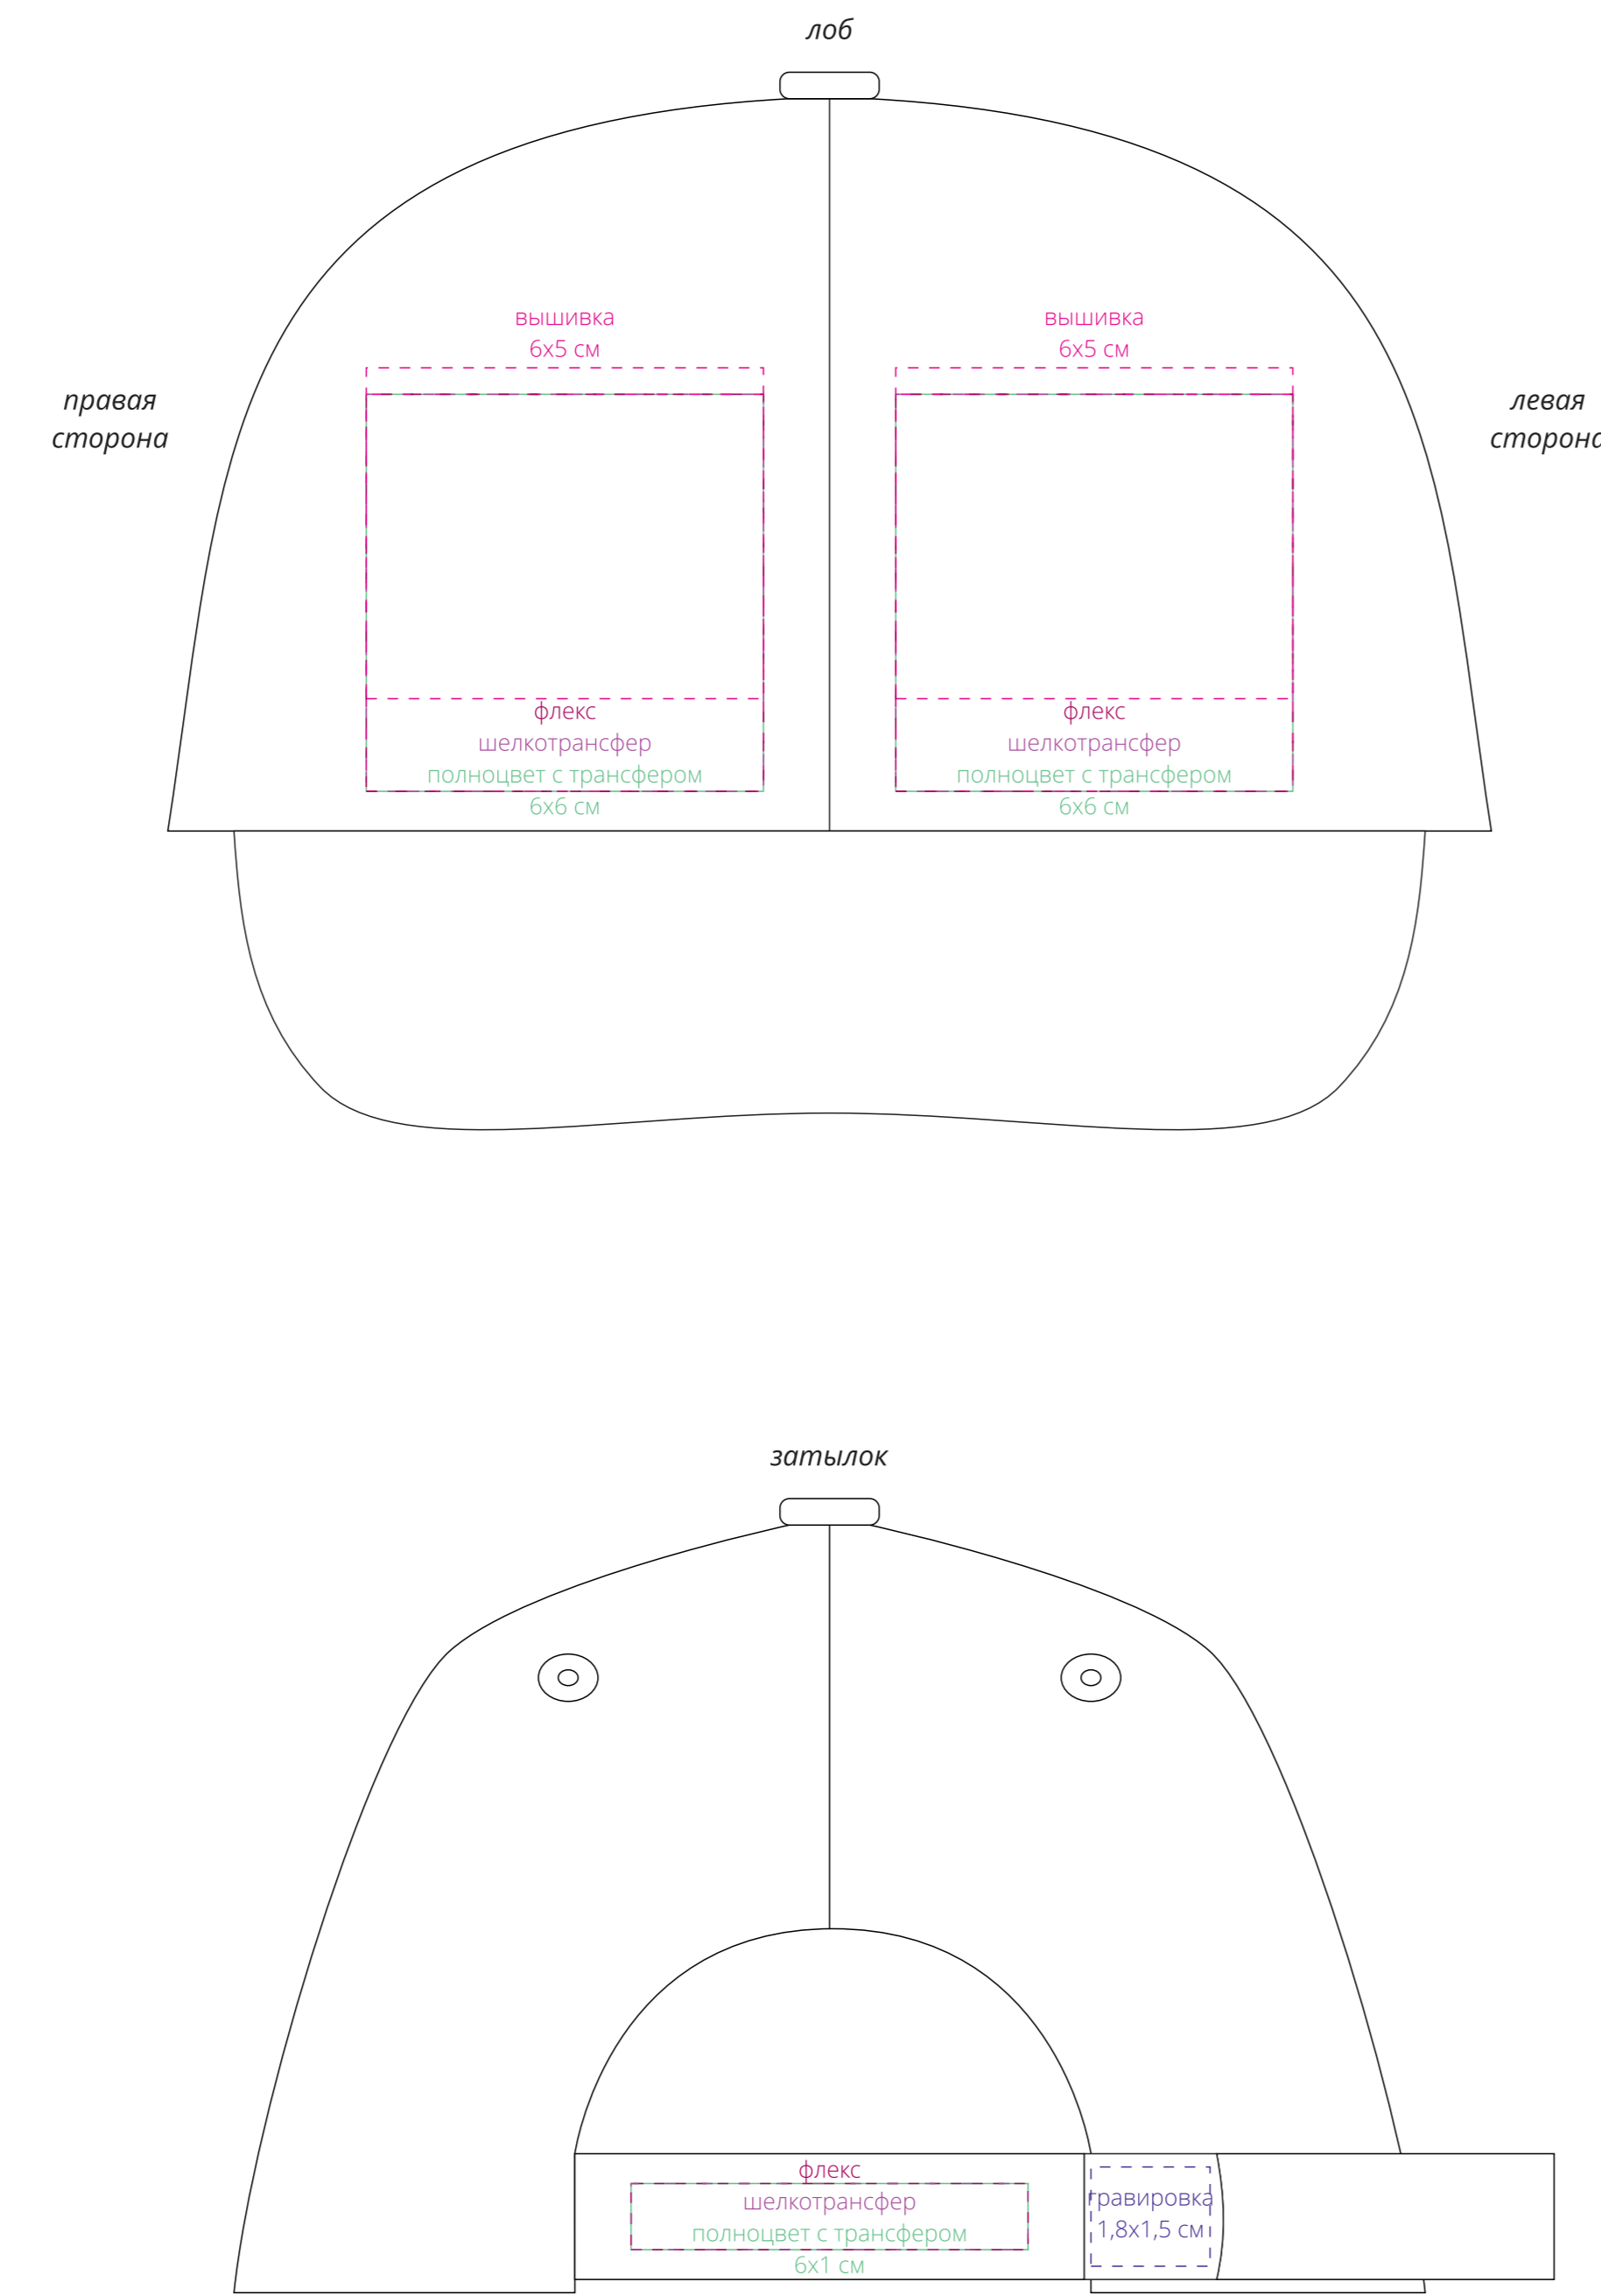 лоб
вышивка
6х5 см
вышивка
6х5 см
правая
сторона
левая
сторона
флекс
шелкотрансфер
полноцвет с трансфером
6х6 см
флекс
шелкотрансфер
полноцвет с трансфером
6х6 см
затылок
флекс
шелкотрансфер
полноцвет с трансфером
6х1 см
гравировка
1,8х1,5 см